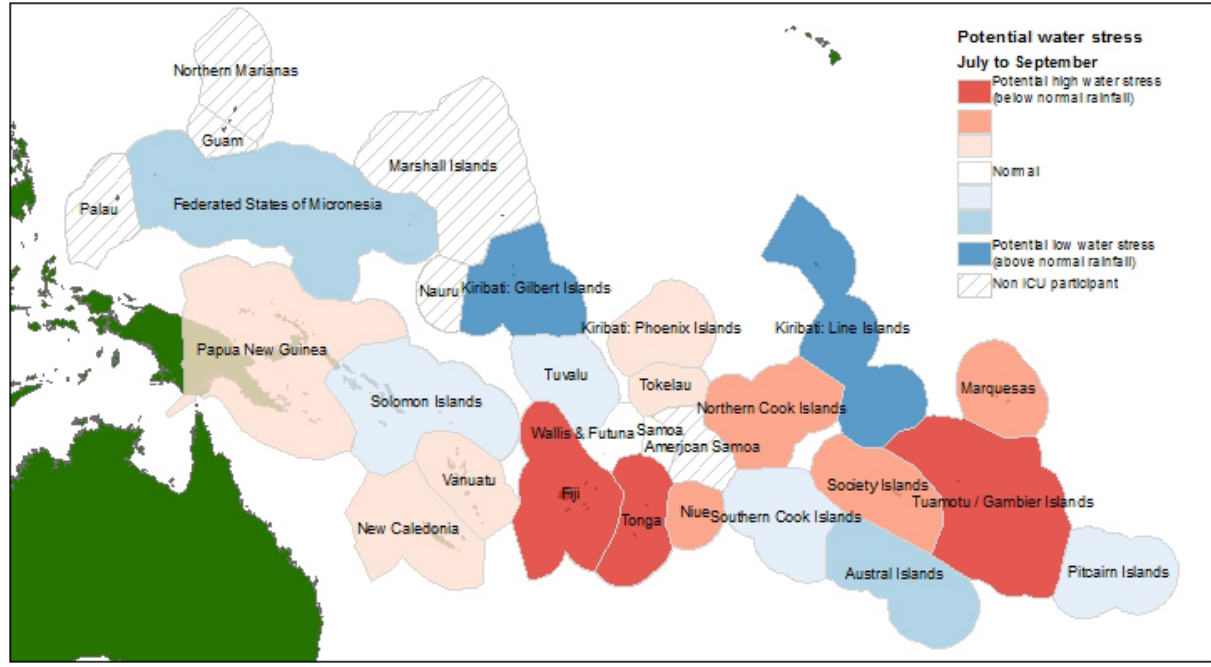 Potential water stress
July to September
Potential high water stress
(below normal rainfall)
Normal
Potential low water stress
(above normal rainfall)
Non ICU participant
Northern Marianas
Guam
Marshall Islands
Palau
Federated States of Micronesia
Nauru
Kiribati: Gilbert Islands
Kiribati: Phoenix Islands
Kiribati: Line Islands
Papua New Guinea
Tuvalu
Tokelau
Marquesas
Solomon Islands
Northern Cook Islands
Wallis & Futuna
Samoa
American Samoa
Vanuatu
Fiji
Society Islands
Tuamotu / Gambier Islands
New Caledonia
Tonga
Niue
Southern Cook Islands
Austral Islands
Pitcairn Islands